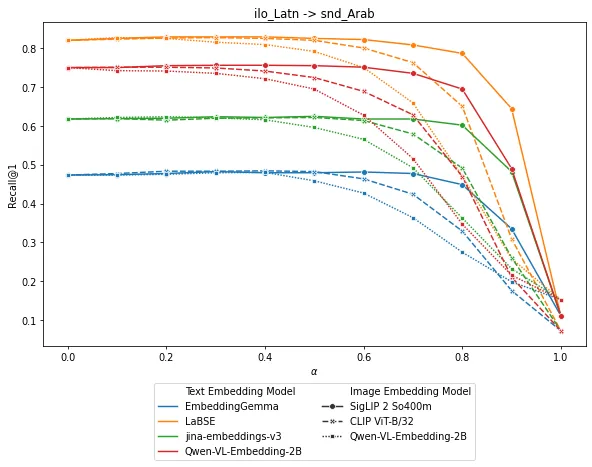 ilo_Latn -> snd_Arab
Recall@1
0.8
0.7
0.6
0.5
0.4
0.3
0.2
0.1
0.0 0.2 0.4 0.6 0.8 1.0
α
Text Embedding Model Image Embedding Model
EmbeddingGemma SigLIP 2 So400m
LaBSE CLIP ViT-B/32
jina-embeddings-v3 Qwen-VL-Embedding-2B
Qwen-VL-Embedding-2B